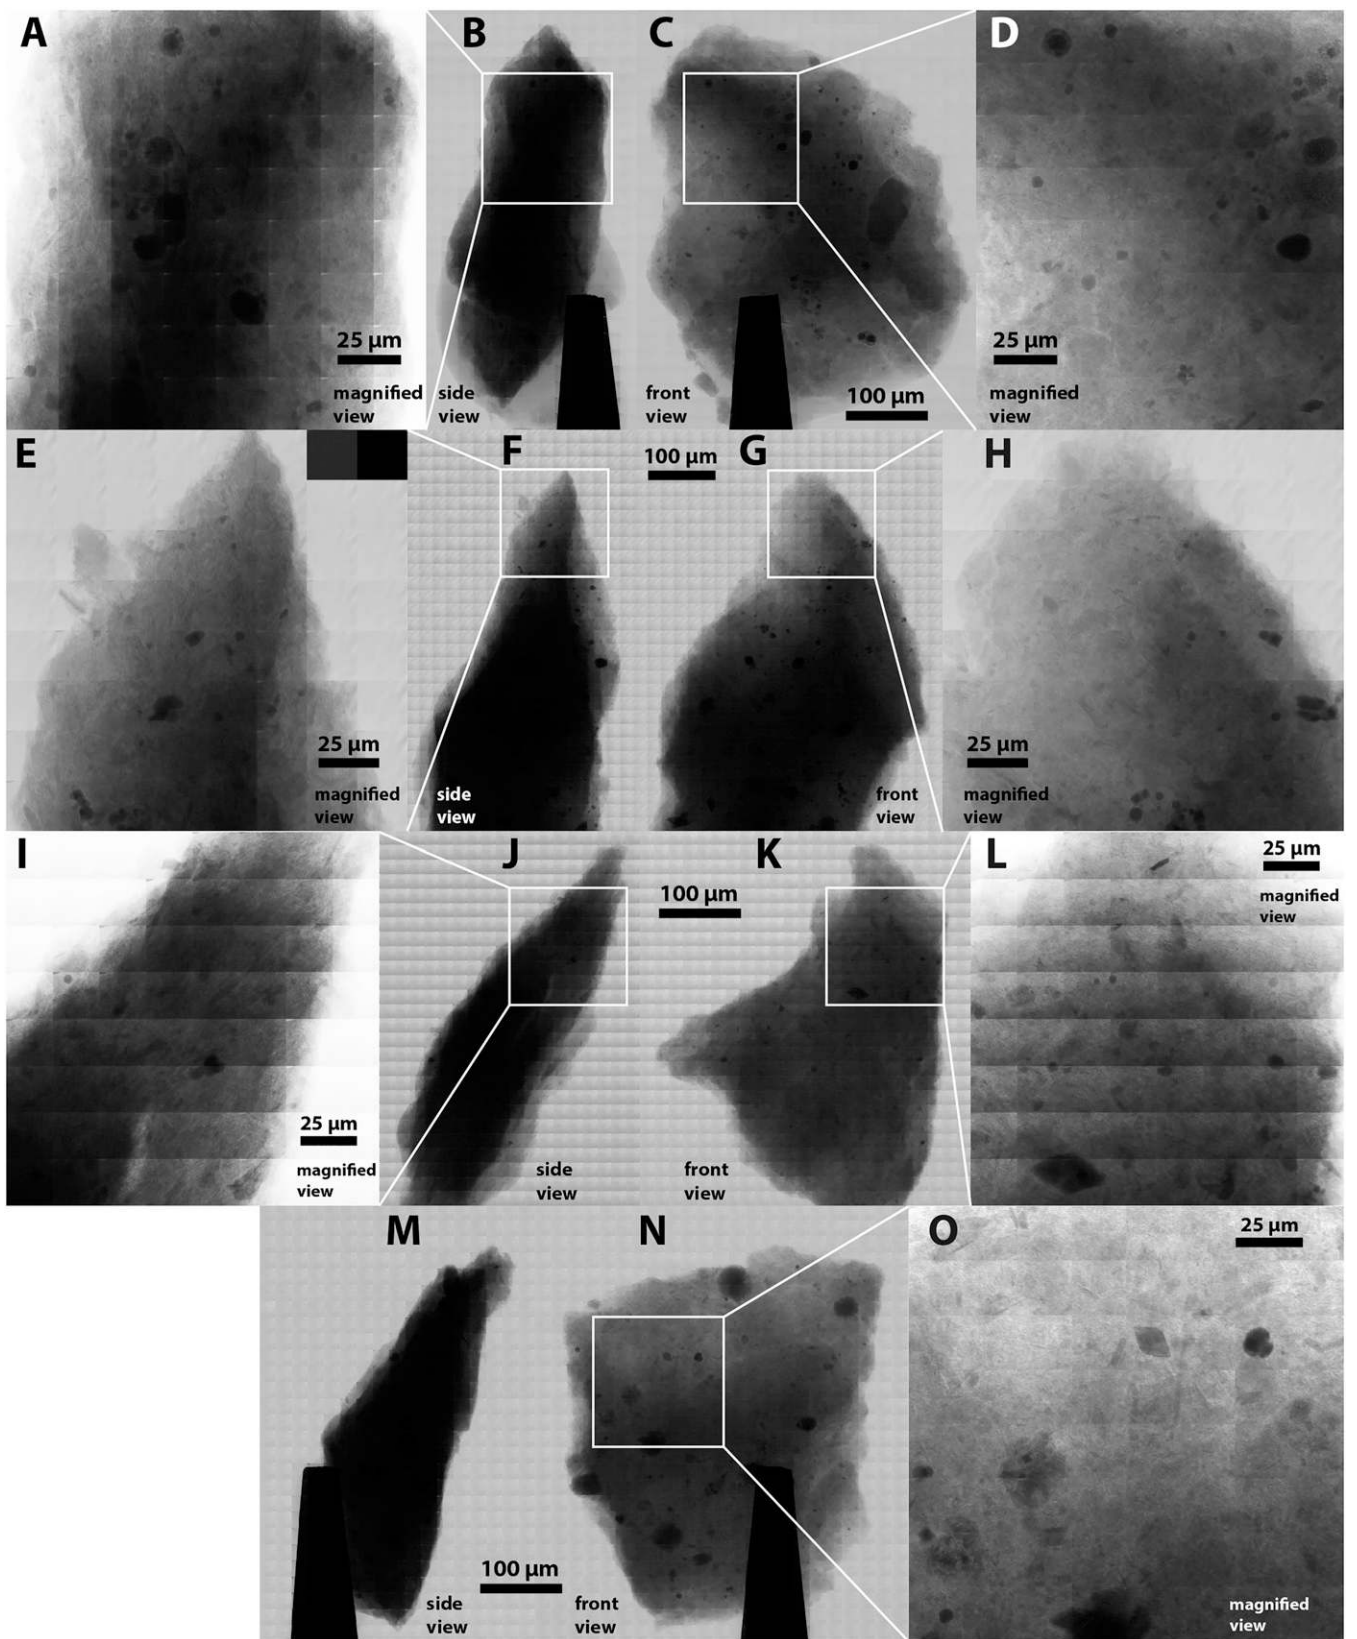 A
B
C
D
25 µm
magnified
view
side
view
front
view
100 µm
25 µm
magnified
view
E
F
100 µm
G
H
25 µm
magnified
view
side
view
front
view
25 µm
magnified
view
I
J
K
L
25 µm
magnified
view
100 µm
25 µm
magnified
view
side
view
front
view
M
N
O
25 µm
100 µm
side
view
front
view
magnified
view